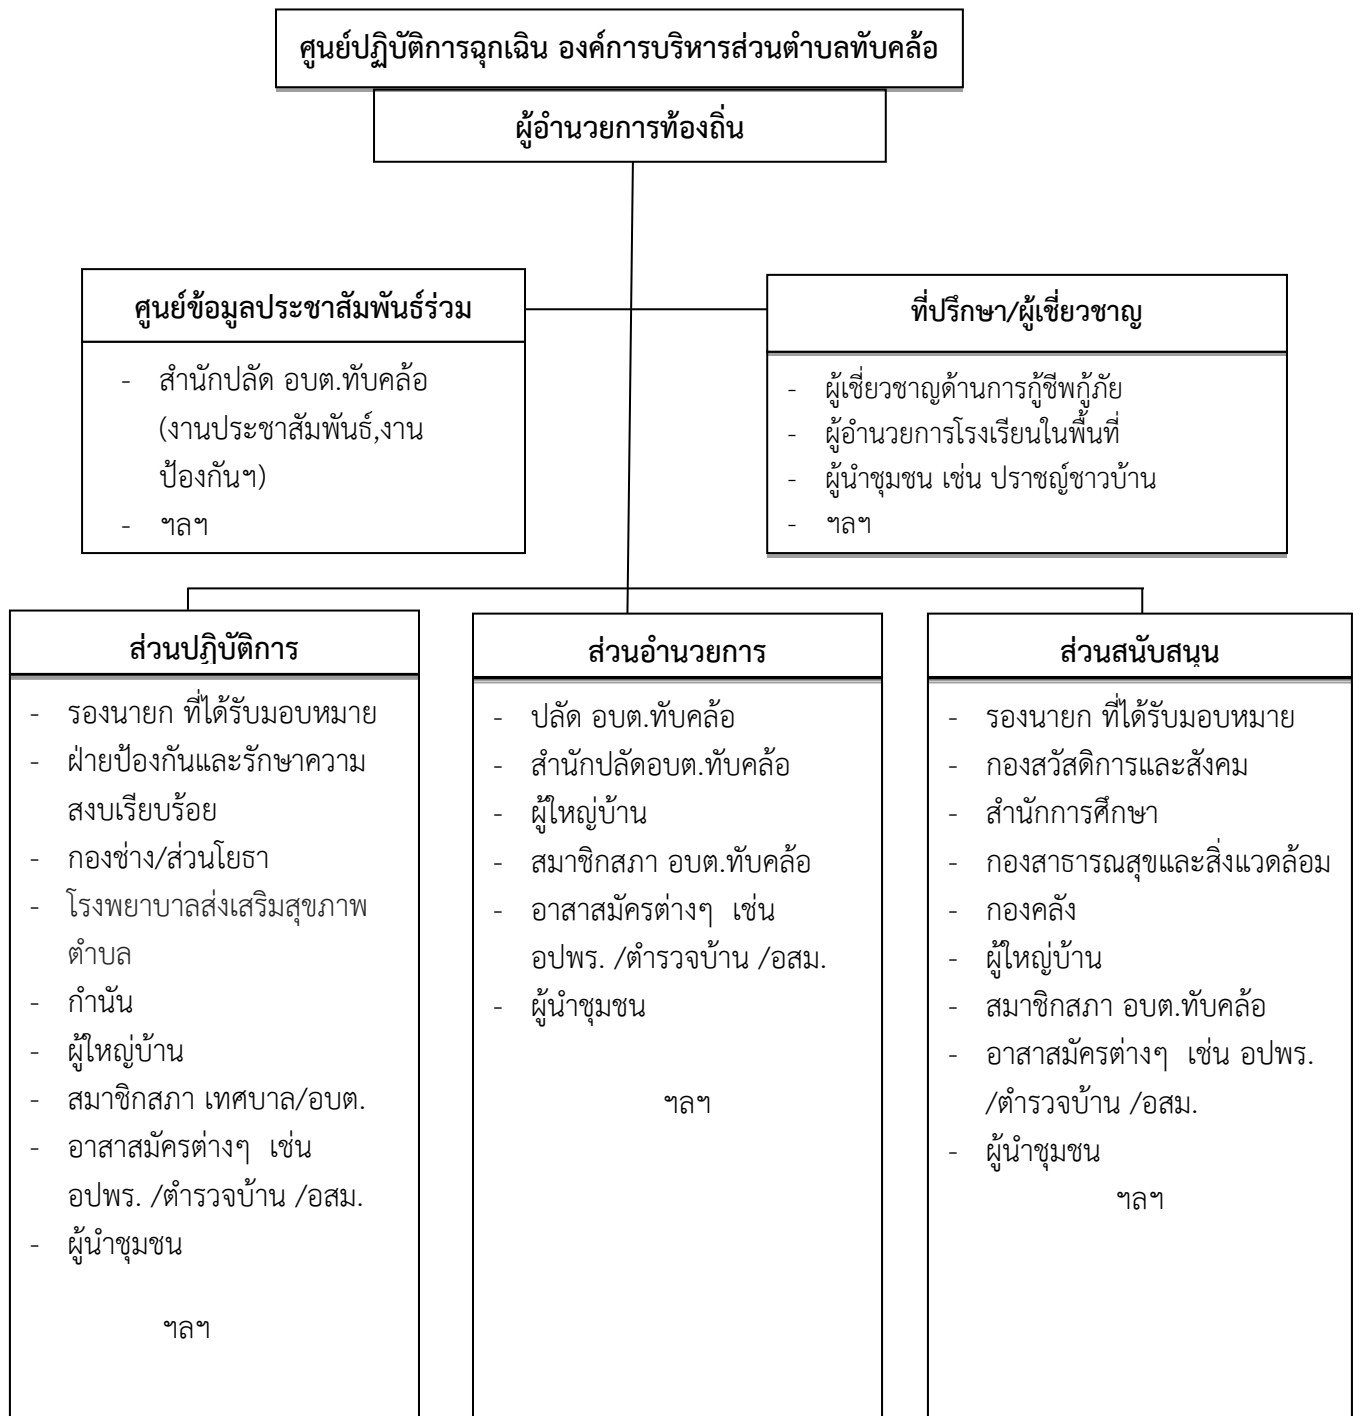 ศูนย์ปฏิบัติการฉุกเฉิน องค์การบริหารส่วนตำบลทับคล้อ
ผู้อำนวยการท้องถิ่น
ศูนย์ข้อมูลประชาสัมพันธ์ร่วม
- สำนักปลัด อบต.ทับคล้อ
(งานประชาสัมพันธ์,งาน
ป้องกันฯ)
- ฯลฯ
ที่ปรึกษา/ผู้เชี่ยวชาญ
- ผู้เชี่ยวชาญด้านการกู้ชีพกู้ภัย
- ผู้อำนวยการโรงเรียนในพื้นที่
- ผู้นำชุมชน เช่น ปราชญ์ชาวบ้าน
- ฯลฯ
ส่วนปฏิบัติการ
- รองนายก ที่ได้รับมอบหมาย
- ฝ่ายป้องกันและรักษาความ
สงบเรียบร้อย
- กองช่าง/ส่วนโยธา
- โรงพยาบาลส่งเสริมสุขภาพ
ตำบล
- กำนัน
- ผู้ใหญ่บ้าน
- สมาชิกสภา เทศบาล/อบต.
- อาสาสมัครต่างๆ เช่น
อปพร. /ตำรวจบ้าน /อสม.
- ผู้นำชุมชน
ฯลฯ
ส่วนอำนวยการ
- ปลัด อบต.ทับคล้อ
- สำนักปลัดอบต.ทับคล้อ
- ผู้ใหญ่บ้าน
- สมาชิกสภา อบต.ทับคล้อ
- อาสาสมัครต่างๆ เช่น
อปพร. /ตำรวจบ้าน /อสม.
- ผู้นำชุมชน
ฯลฯ
ส่วนสนับสนุน
- รองนายก ที่ได้รับมอบหมาย
- กองสวัสดิการและสังคม
- สำนักการศึกษา
- กองสาธารณสุขและสิ่งแวดล้อม
- กองคลัง
- ผู้ใหญ่บ้าน
- สมาชิกสภา อบต.ทับคล้อ
- อาสาสมัครต่างๆ เช่น อปพร.
/ตำรวจบ้าน /อสม.
- ผู้นำชุมชน
ฯลฯ